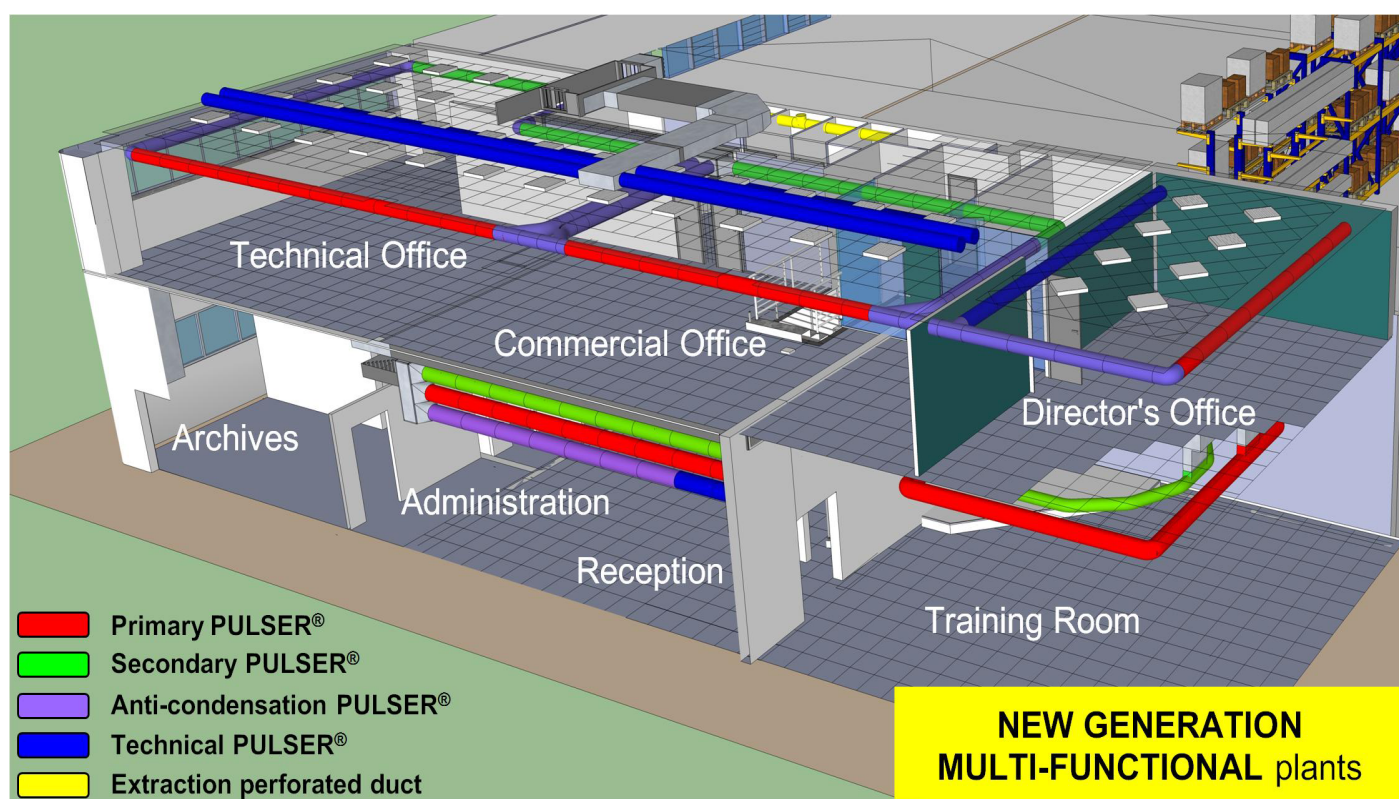 Technical Office
Commercial Office
Director's Office
Archives
Administration
Reception
Training Room
Primary PULSER®
Secondary PULSER®
Anti-condensation PULSER®
Technical PULSER®
Extraction perforated duct
NEW GENERATION
MULTI-FUNCTIONAL plants